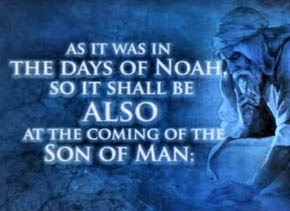 AS IT WAS IN
THE DAYS OF NOAH,
SO IT SHALL BE
ALSO
AT THE COMING OF THE
SON OF MAN;